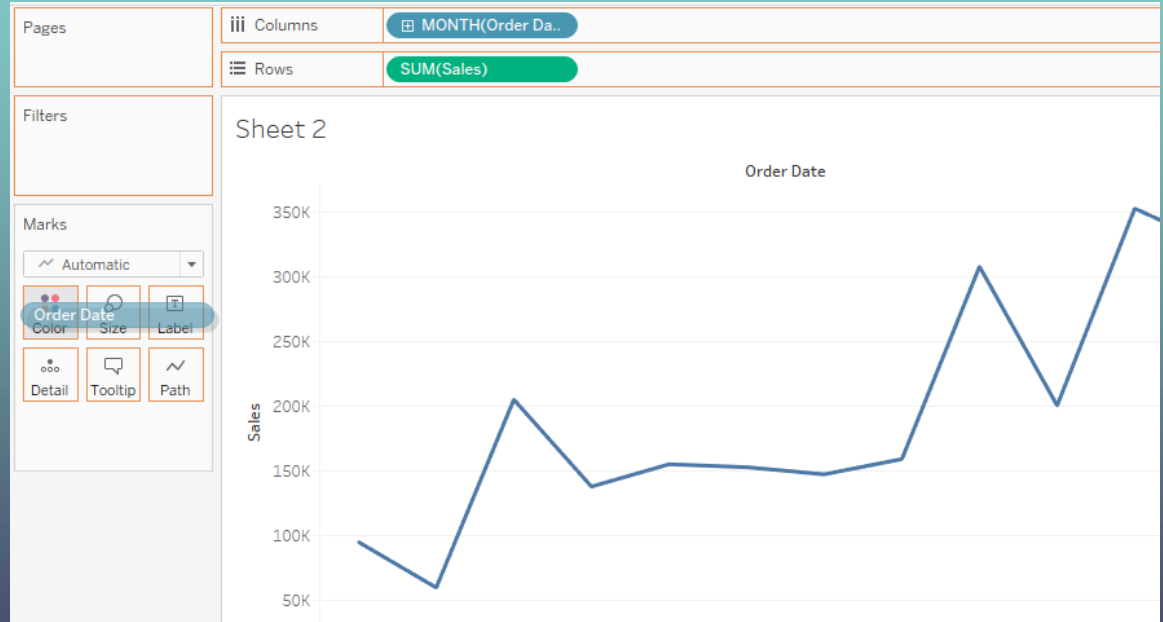 Pages
Columns
MONTH(Order Da..
Rows
SUM(Sales)
Filters
Sheet 2
Order Date
Marks
Automatic
Order Date
Color
Size
Label
Detail
Tooltip
Path
T
Sales
350K
300K
250K
200K
150K
100K
50K